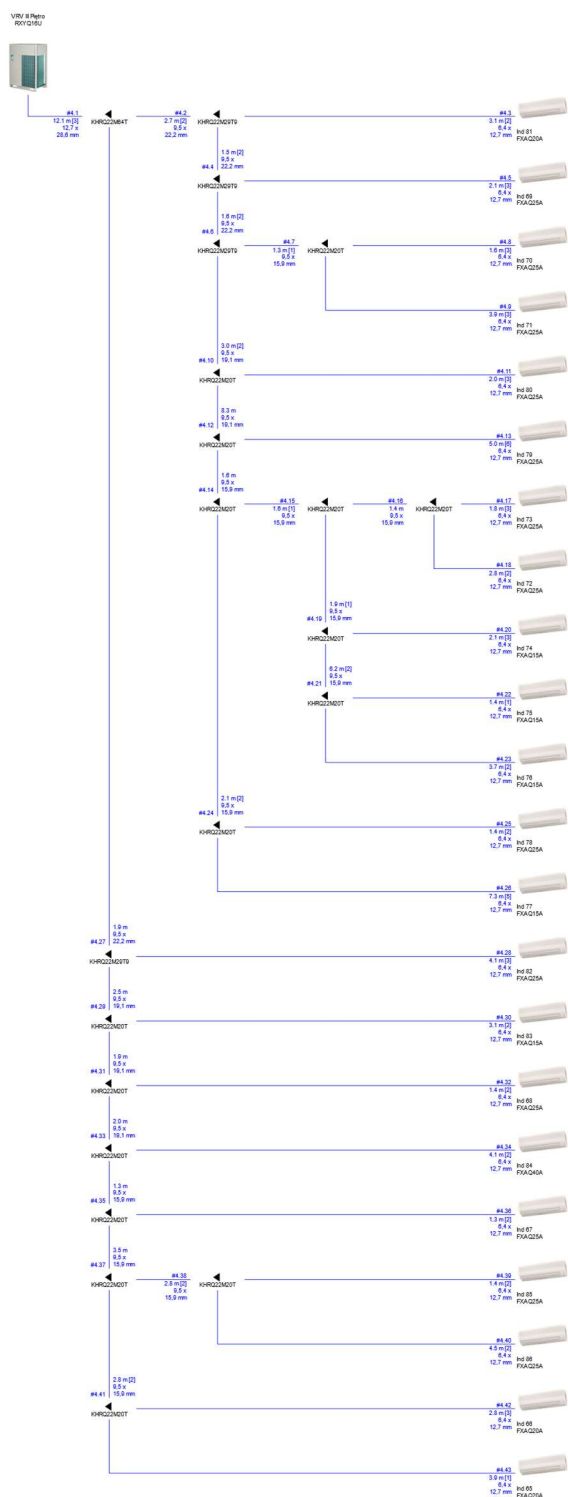 VRV III Piętro
RXYQ16U
#4.1
12.1 m [3]
12,7 x
28,6 mm
KHRQ22M64T
#4.2
2.7 m [2]
9,5 x
22,2 mm
KHRQ22M29T9
#4.3
3.1 m [2]
6,4 x
12,7 mm
Ind 81
FXAQ20A
1.5 m [2]
9,5 x
#4.4 22,2 mm
KHRQ22M29T9
#4.5
2.1 m [3]
6,4 x
12,7 mm
Ind 69
FXAQ25A
1.6 m [2]
9,5 x
#4.6 22,2 mm
KHRQ22M29T9
#4.7
1.3 m [1]
9,5 x
15,9 mm
KHRQ22M20T
#4.8
1.6 m [3]
6,4 x
12,7 mm
Ind 70
FXAQ25A
#4.9
3.9 m [3]
6,4 x
12,7 mm
Ind 71
FXAQ25A
3.0 m [2]
9,5 x
#4.10 19,1 mm
KHRQ22M20T
#4.11
2.0 m [3]
6,4 x
12,7 mm
Ind 80
FXAQ25A
8.3 m
9,5 x
#4.12 19,1 mm
KHRQ22M20T
#4.13
5.0 m [6]
6,4 x
12,7 mm
Ind 79
FXAQ25A
1.6 m
9,5 x
#4.14 15,9 mm
KHRQ22M20T
#4.15
1.6 m [1]
9,5 x
15,9 mm
KHRQ22M20T
#4.16
1.4 m
9,5 x
15,9 mm
KHRQ22M20T
#4.17
1.8 m [3]
6,4 x
12,7 mm
Ind 73
FXAQ25A
#4.18
2.8 m [2]
6,4 x
12,7 mm
Ind 72
FXAQ25A
1.9 m [1]
9,5 x
#4.19 15,9 mm
KHRQ22M20T
#4.20
2.1 m [3]
6,4 x
12,7 mm
Ind 74
FXAQ15A
6.2 m [2]
9,5 x
#4.21 15,9 mm
KHRQ22M20T
#4.22
1.4 m [1]
6,4 x
12,7 mm
Ind 75
FXAQ15A
#4.23
3.7 m [2]
6,4 x
12,7 mm
Ind 76
FXAQ15A
2.1 m [2]
9,5 x
#4.24 15,9 mm
KHRQ22M20T
#4.25
1.4 m [2]
6,4 x
12,7 mm
Ind 78
FXAQ25A
#4.26
7.3 m [5]
6,4 x
12,7 mm
Ind 77
FXAQ15A
1.9 m
9,5 x
#4.27 22,2 mm
KHRQ22M29T9
#4.28
4.1 m [3]
6,4 x
12,7 mm
Ind 82
FXAQ25A
2.5 m
9,5 x
#4.29 19,1 mm
KHRQ22M20T
#4.30
3.1 m [2]
6,4 x
12,7 mm
Ind 83
FXAQ15A
1.9 m
9,5 x
#4.31 19,1 mm
KHRQ22M20T
#4.32
1.4 m [2]
6,4 x
12,7 mm
Ind 68
FXAQ25A
2.0 m
9,5 x
#4.33 19,1 mm
KHRQ22M20T
#4.34
4.1 m [2]
6,4 x
12,7 mm
Ind 84
FXAQ40A
1.3 m
9,5 x
#4.35 15,9 mm
KHRQ22M20T
#4.36
1.3 m [2]
6,4 x
12,7 mm
Ind 67
FXAQ25A
3.5 m
9,5 x
#4.37 15,9 mm
KHRQ22M20T
#4.38
2.8 m [2]
9,5 x
15,9 mm
KHRQ22M20T
#4.39
1.4 m [2]
6,4 x
12,7 mm
Ind 85
FXAQ25A
#4.40
4.5 m [2]
6,4 x
12,7 mm
Ind 86
FXAQ25A
2.8 m [2]
9,5 x
#4.41 15,9 mm
KHRQ22M20T
#4.42
2.8 m [3]
6,4 x
12,7 mm
Ind 66
FXAQ20A
#4.43
3.9 m [1]
6,4 x
12,7 mm
Ind 65
FXAQ20A